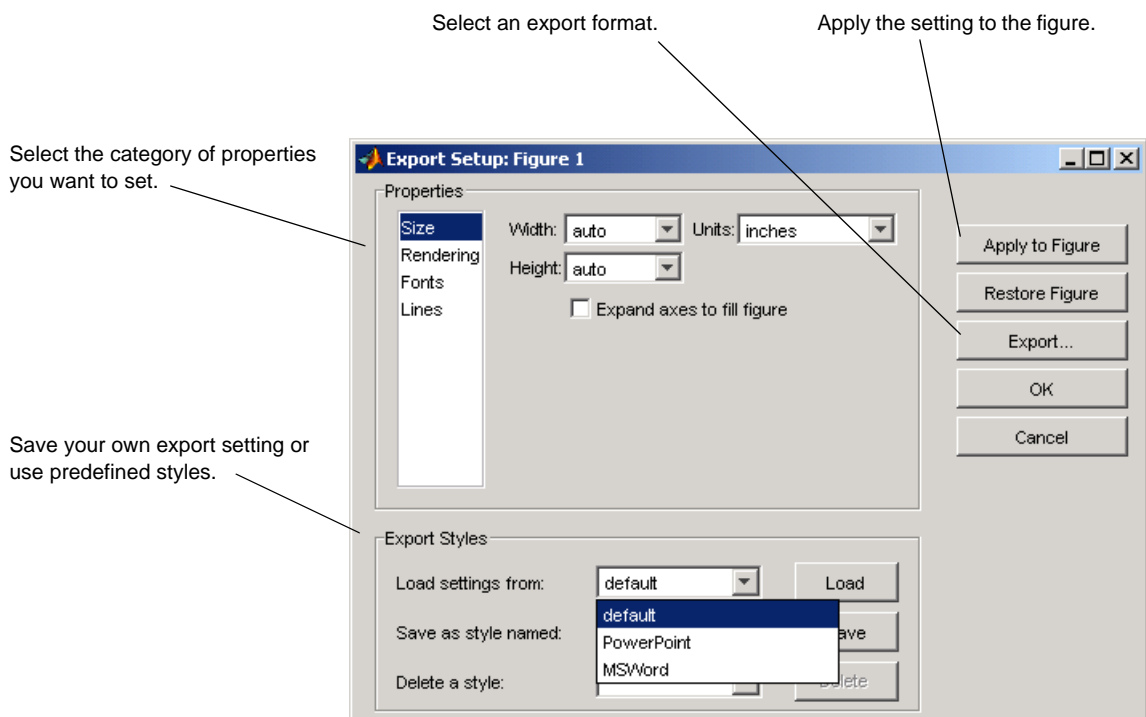 Select an export format.
Apply the setting to the figure.
Select the category of properties
you want to set.
Export Setup: Figure 1
Properties
Size
Rendering
Fonts
Lines
Width: auto Units: inches
Height: auto
Expand axes to fill figure
Apply to Figure
Restore Figure
Export...
OK
Cancel
Save your own export setting or
use predefined styles.
Export Styles
Load settings from: default Load
default
PowerPoint
MSWord
Save as style named:
Delete a style: